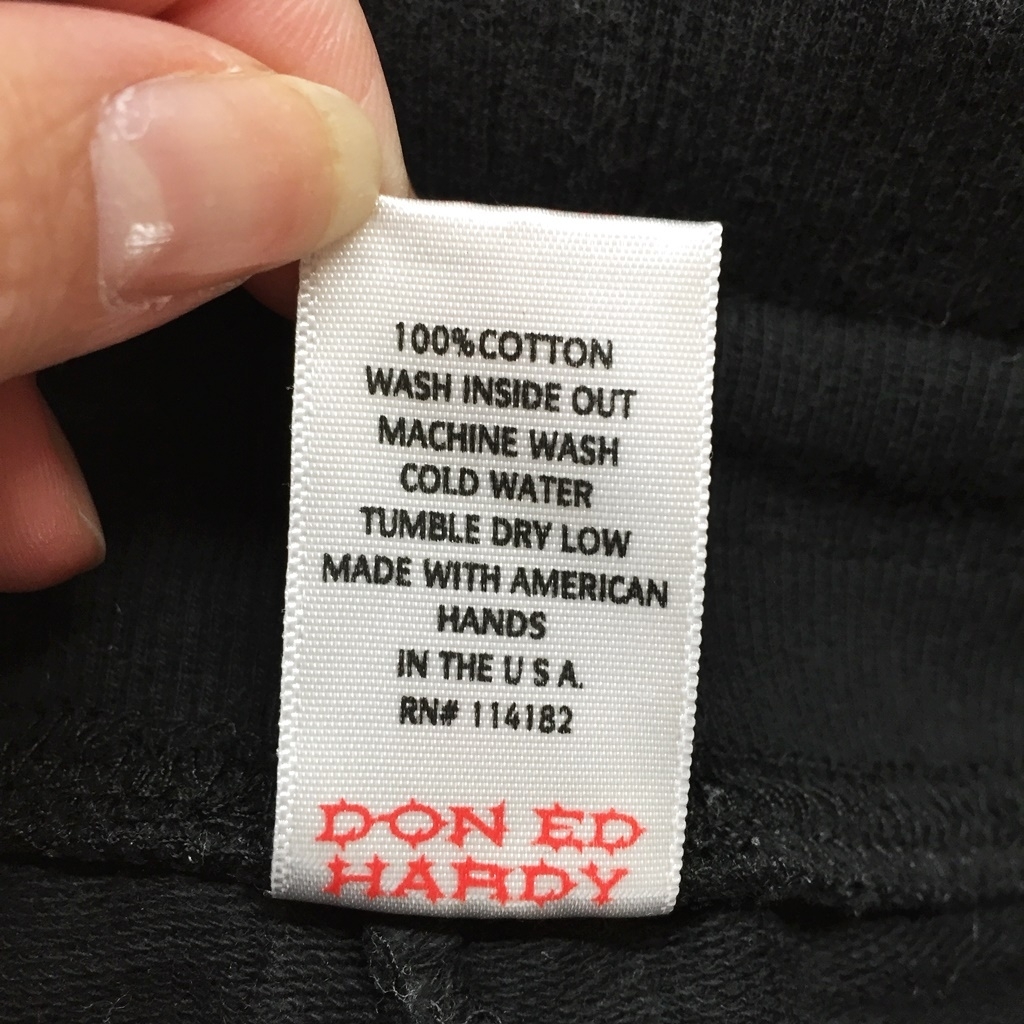 100%COTTON
WASH INSIDE OUT
MACHINE WASH
COLD WATER
TUMBLE DRY LOW
MADE WITH AMERICAN
HANDS
IN THE U S A.
RN# 114182
DON ED
HARDY